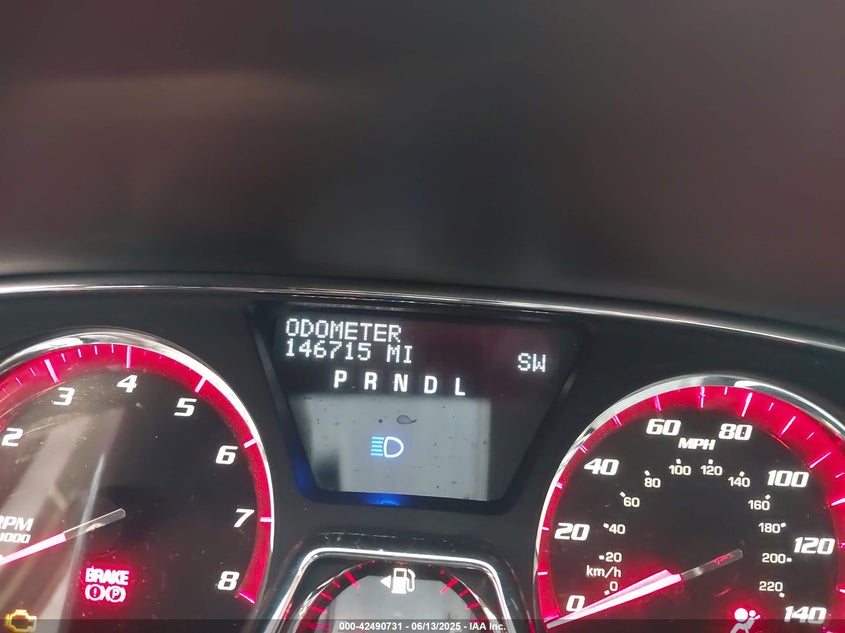 ODOMETER
146715 MI
SW
P R N D L
2 3 4 5 6 7 8
RPM
BRAKE
(!) (P)
0 20 40 60 80 100 120 140
MPH
0 20 40 60 80 100 120 140 160 180 200 220
km/h
000-42490731 - 06/13/2025 - IAA Inc.